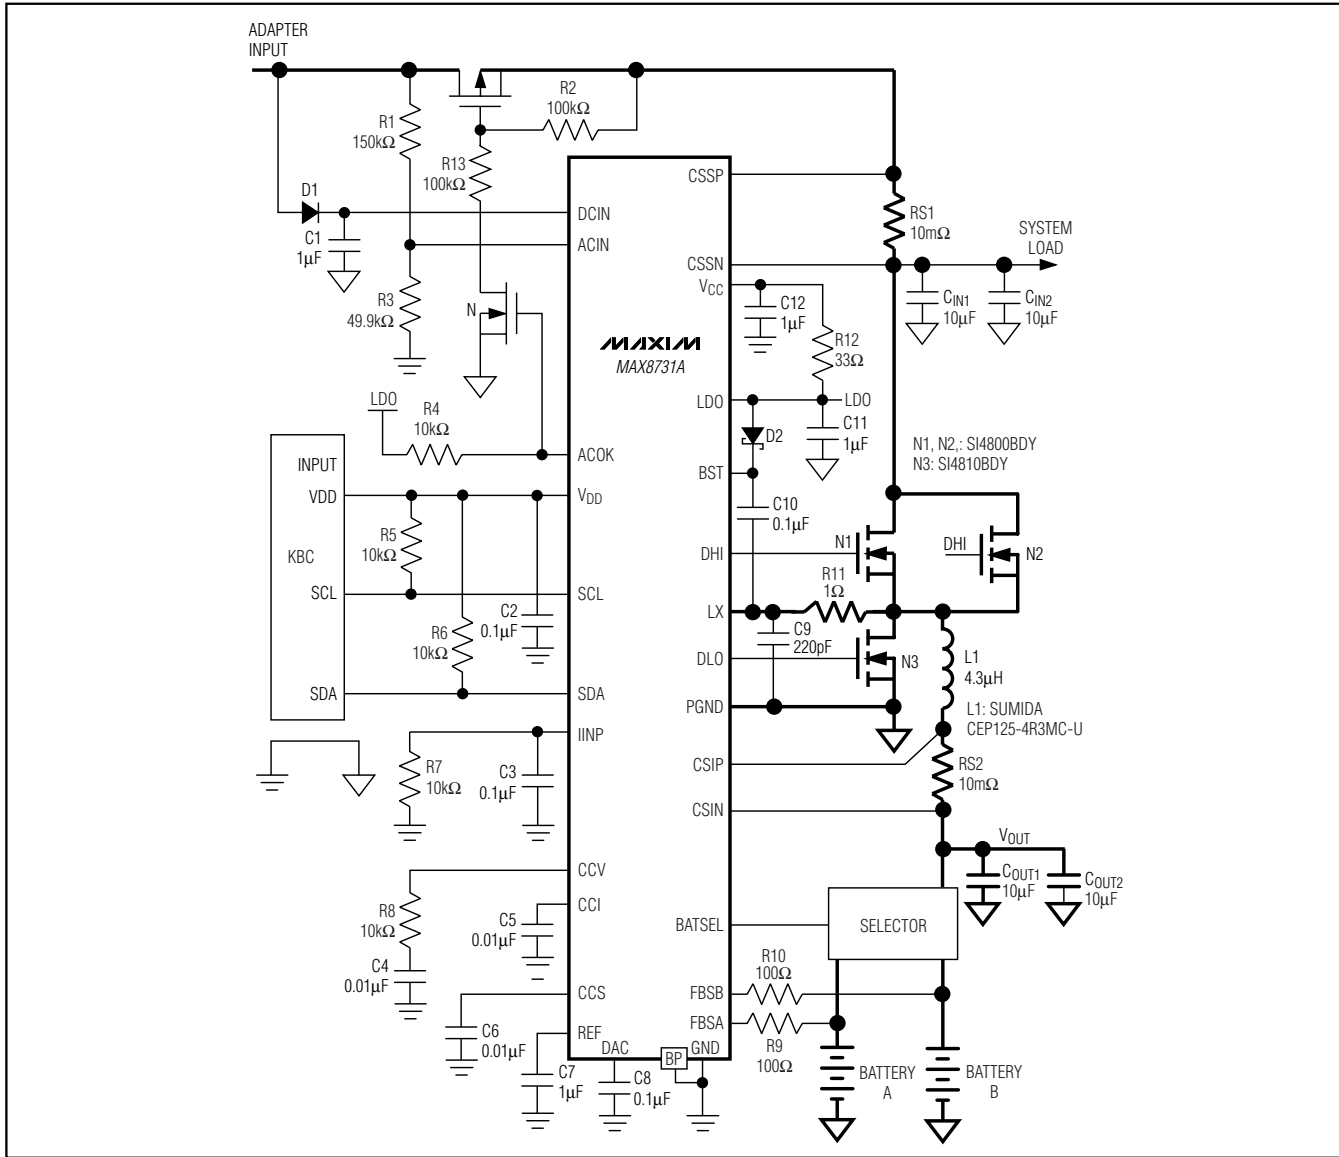 ADAPTER
INPUT
R1
150kΩ
R2
100kΩ
R13
100kΩ
D1
C1
1µF
R3
49.9kΩ
N
DCIN
ACIN
CSSP
CSSN
VCC
RS1
10mΩ
SYSTEM
LOAD
CIN1
10µF
CIN2
10µF
C12
1µF
R12
33Ω
MAXIM
MAX8731A
LDO
LDO
C11
1µF
D2
BST
C10
0.1µF
N1, N2,: SI4800BDY
N3: SI4810BDY
LDO
R4
10kΩ
ACOK
INPUT
VDD
KBC
SCL
SDA
R5
10kΩ
R6
10kΩ
C2
0.1µF
VDD
SCL
SDA
DHI
N1
DHI
N2
R11
1Ω
LX
C9
220pF
DLO
N3
PGND
L1
4.3µH
L1: SUMIDA
CEP125-4R3MC-U
IINP
R7
10kΩ
C3
0.1µF
CSIP
RS2
10mΩ
CSIN
VOUT
COUT1
10µF
COUT2
10µF
CCV
R8
10kΩ
C4
0.01µF
CCI
C5
0.01µF
BATSEL
SELECTOR
CCS
C6
0.01µF
R10
100Ω
FBSB
FBSA
R9
100Ω
REF
C7
1µF
DAC
C8
0.1µF
BP
GND
BATTERY
A
BATTERY
B